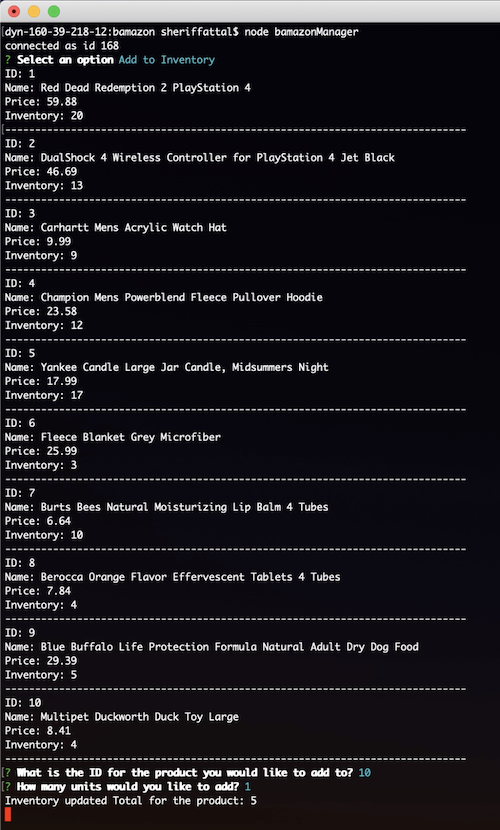 [dyn-160-39-218-12:bamazon sheriffattal$ node bamazonManager
connected as id 168
? Select an option Add to Inventory
ID: 1
Name: Red Dead Redemption 2 PlayStation 4
Price: 59.88
Inventory: 20
[-----------------------------------------------------------------------------
ID: 2
Name: DualShock 4 Wireless Controller for PlayStation 4 Jet Black
Price: 46.69
Inventory: 13
-----------------------------------------------------------------------------
ID: 3
Name: Carhartt Mens Acrylic Watch Hat
Price: 9.99
Inventory: 9
-----------------------------------------------------------------------------
ID: 4
Name: Champion Mens Powerblend Fleece Pullover Hoodie
Price: 23.58
Inventory: 12
-----------------------------------------------------------------------------
ID: 5
Name: Yankee Candle Large Jar Candle, Midsummers Night
Price: 17.99
Inventory: 17
-----------------------------------------------------------------------------
ID: 6
Name: Fleece Blanket Grey Microfiber
Price: 25.99
Inventory: 3
-----------------------------------------------------------------------------
ID: 7
Name: Burts Bees Natural Moisturizing Lip Balm 4 Tubes
Price: 6.64
Inventory: 10
-----------------------------------------------------------------------------
ID: 8
Name: Berocca Orange Flavor Effervescent Tablets 4 Tubes
Price: 7.84
Inventory: 4
-----------------------------------------------------------------------------
ID: 9
Name: Blue Buffalo Life Protection Formula Natural Adult Dry Dog Food
Price: 29.39
Inventory: 5
-----------------------------------------------------------------------------
ID: 10
Name: Multipet Duckworth Duck Toy Large
Price: 8.41
Inventory: 4
-----------------------------------------------------------------------------
[? What is the ID for the product you would like to add to? 10
[? How many units would you like to add? 1
Inventory updated Total for the product: 5